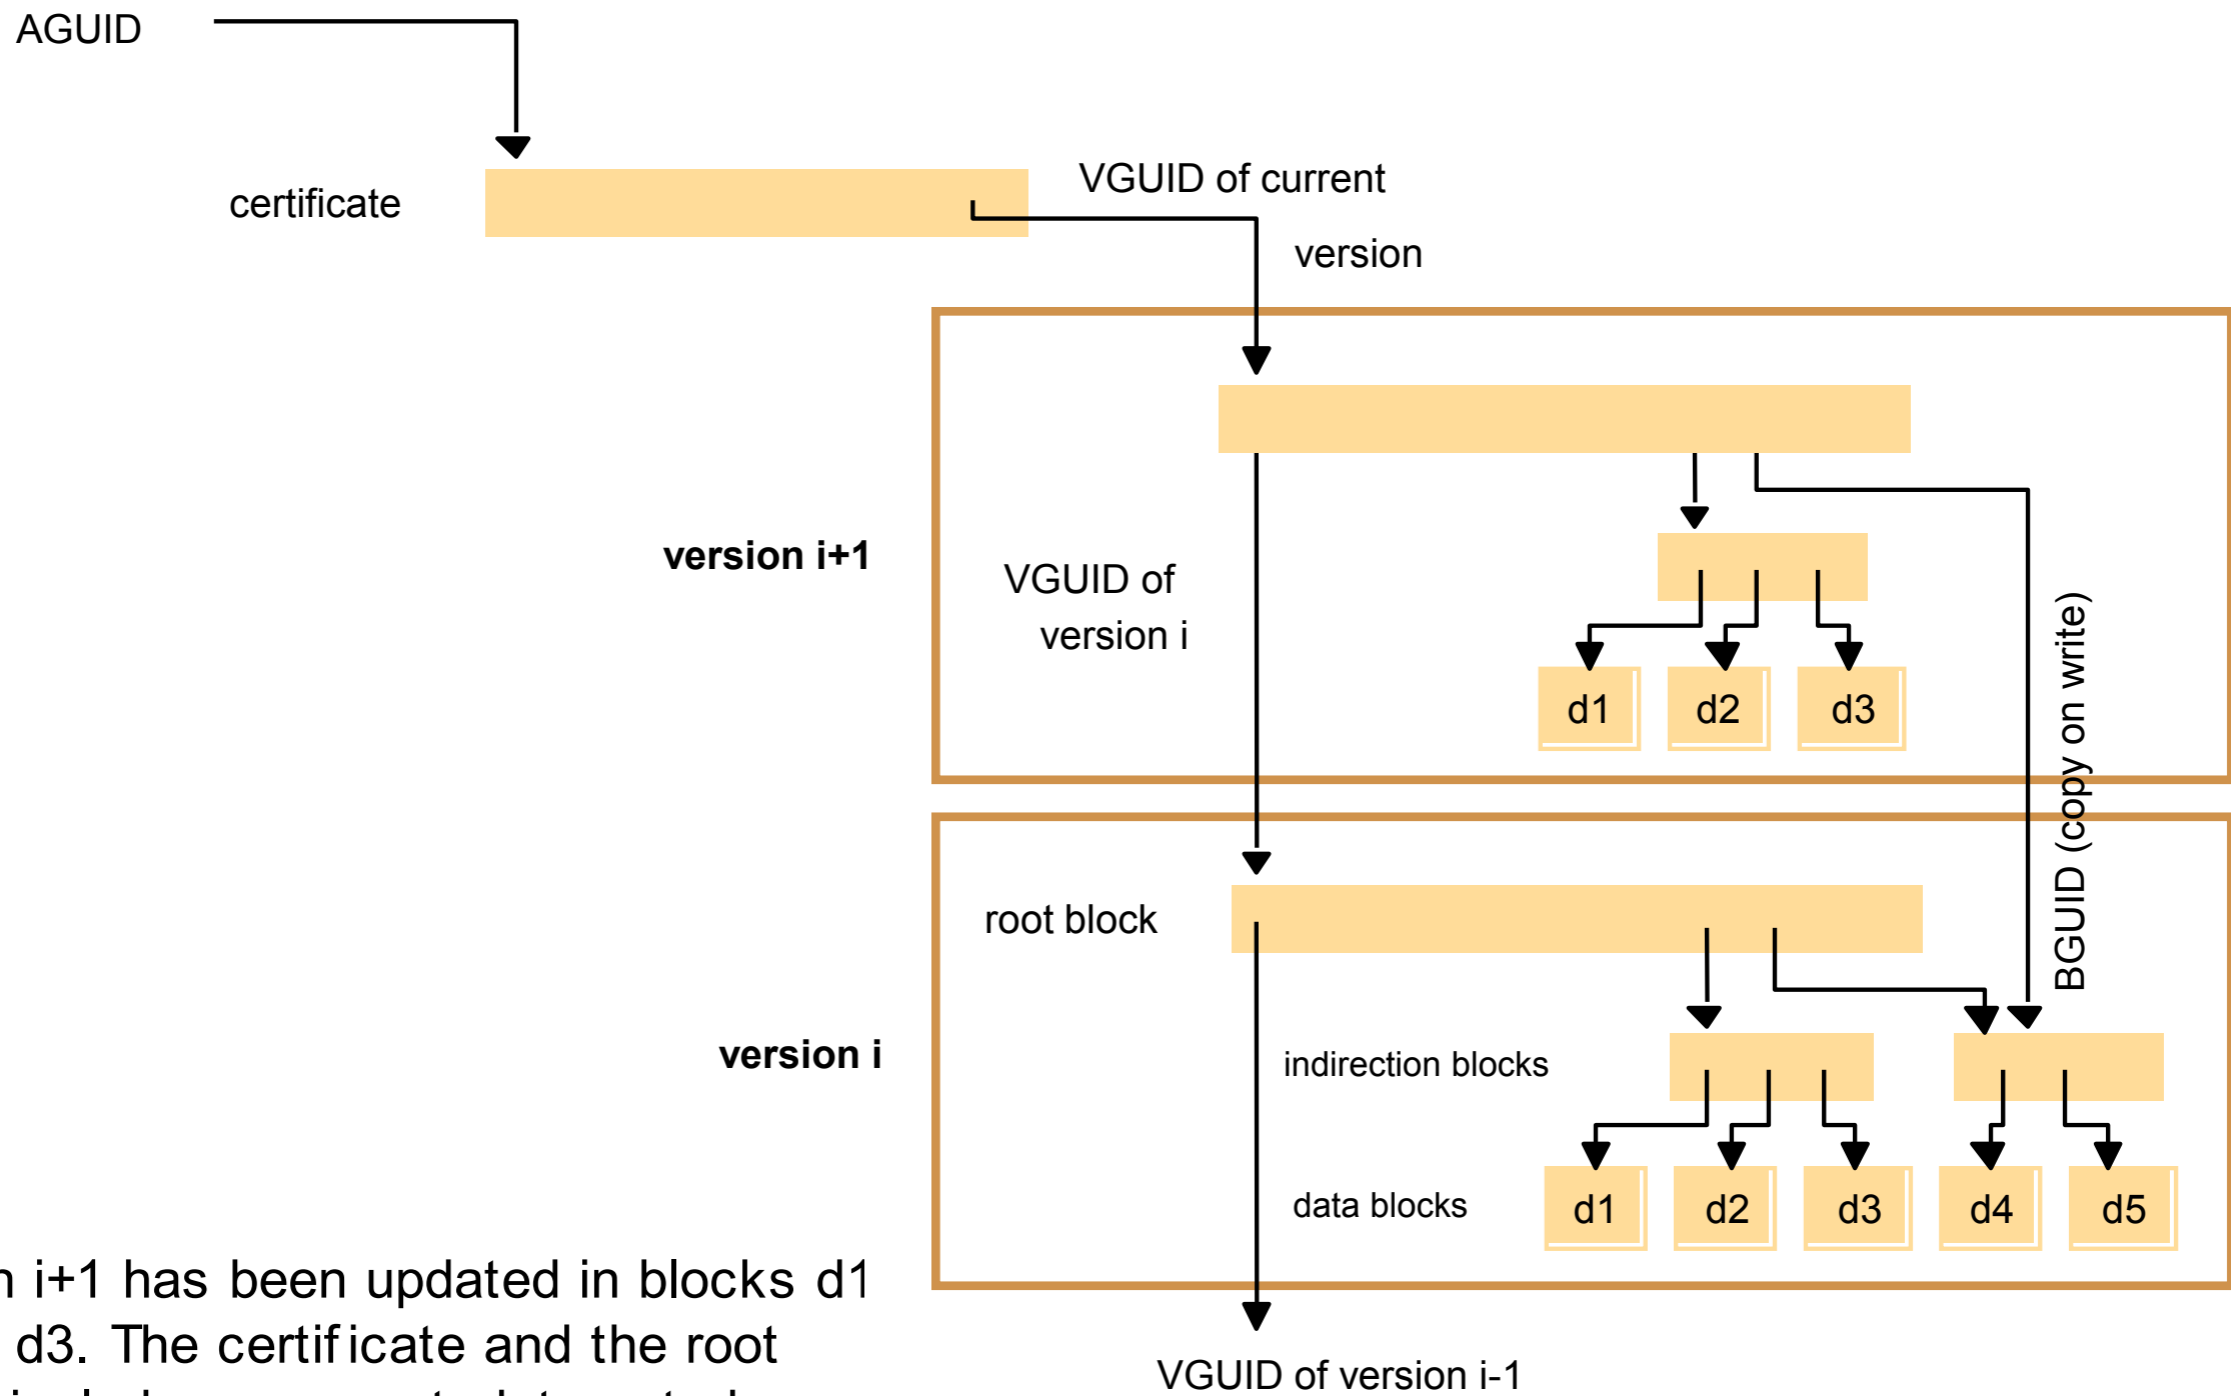 AGUID
certificate
VGUID of current
version
version i+1
VGUID of
version i
d1 d2 d3
BGUID (copy on write)
root block
version i
indirection blocks
data blocks
d1 d2 d3 d4 d5
i+1 has been updated in blocks d1
d3. The certificate and the root
VGUID of version i-1